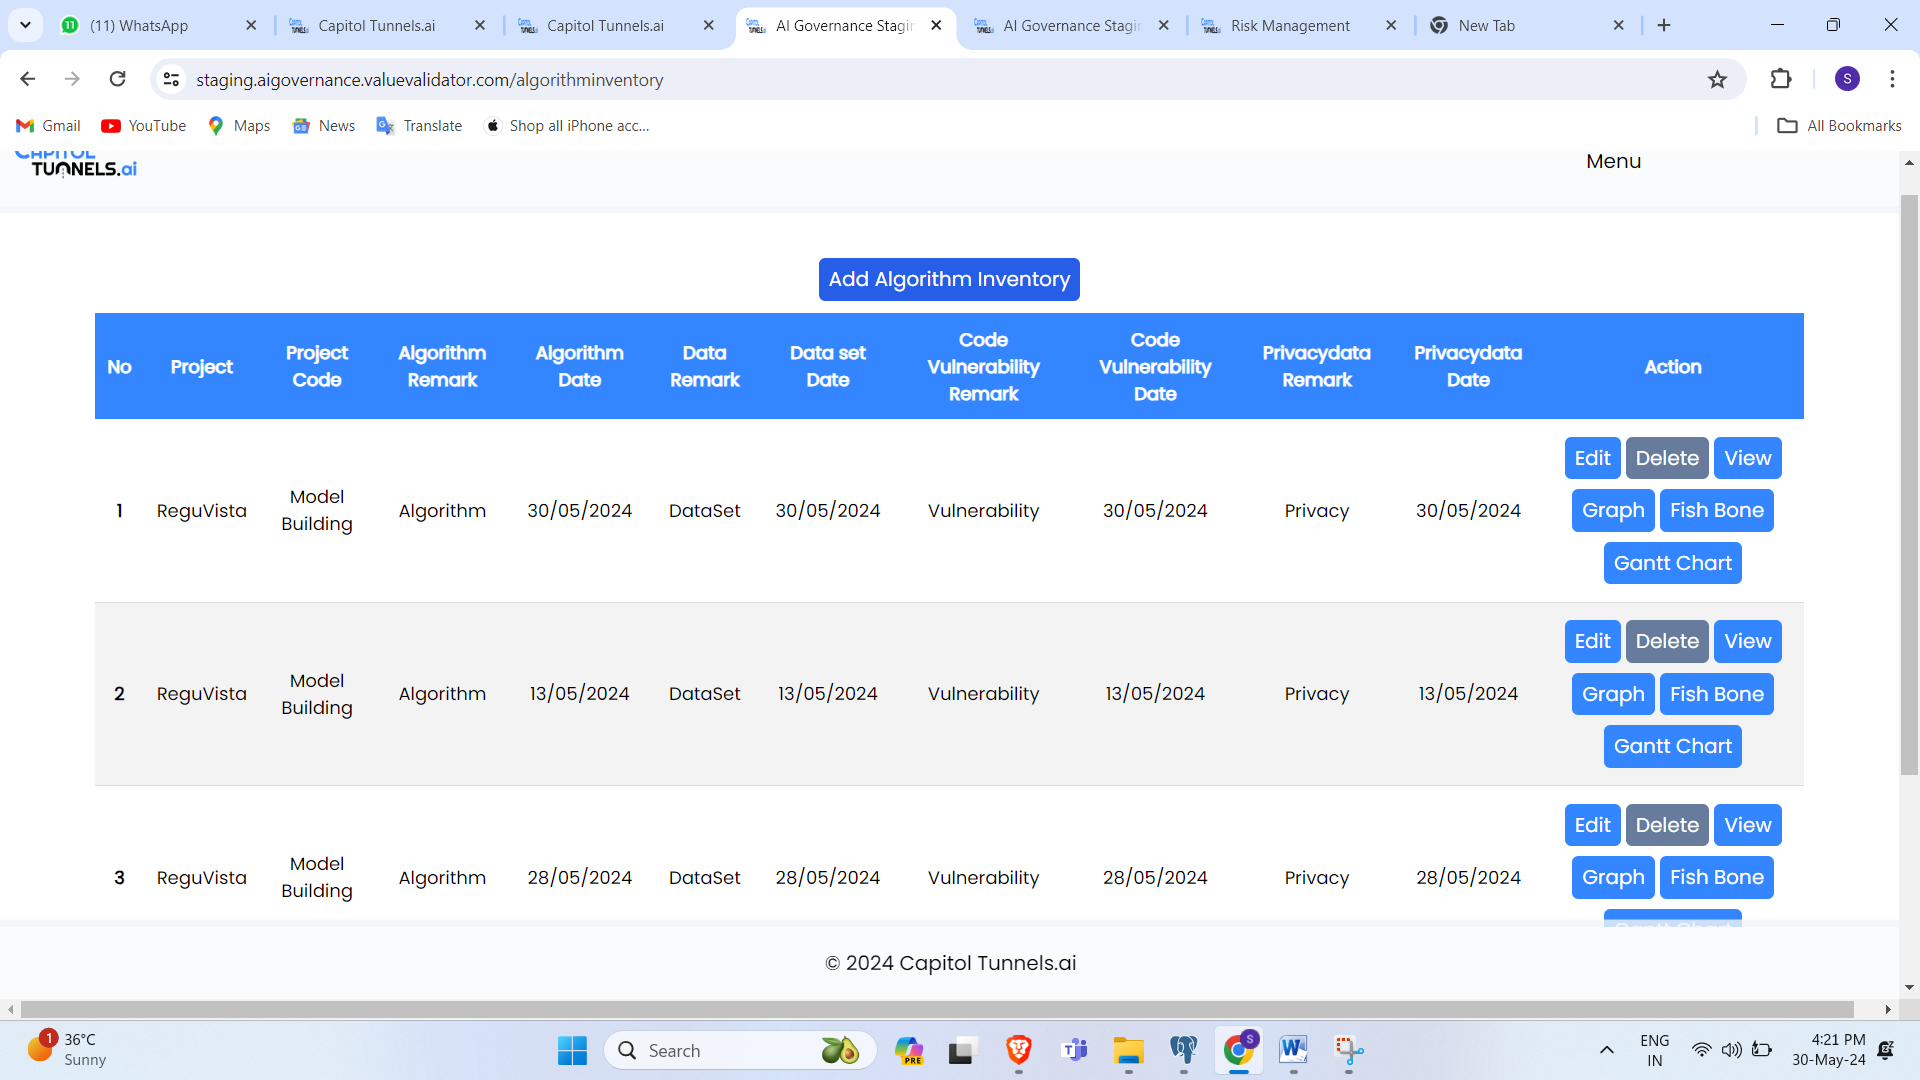 (11) WhatsApp
Capitol Tunnels.ai
Capitol Tunnels.ai
AI Governance Stagin
AI Governance Stagin
Risk Management
New Tab
staging.aigovernance.valuevalidator.com/algorithminventory
S
Gmail
YouTube
Maps
News
Translate
Shop all iPhone acc...
All Bookmarks
CAPITOL
TUNNELS.ai
Menu
Add Algorithm Inventory
No
Project
Project
Code
Algorithm
Remark
Algorithm
Date
Data
Remark
Data set
Date
Code
Vulnerability
Remark
Code
Vulnerability
Date
Privacydata
Remark
Privacydata
Date
Action
1
ReguVista
Model
Building
Algorithm
30/05/2024
DataSet
30/05/2024
Vulnerability
30/05/2024
Privacy
30/05/2024
Edit
Delete
View
Graph
Fish Bone
Gantt Chart
2
ReguVista
Model
Building
Algorithm
13/05/2024
DataSet
13/05/2024
Vulnerability
13/05/2024
Privacy
13/05/2024
Edit
Delete
View
Graph
Fish Bone
Gantt Chart
3
ReguVista
Model
Building
Algorithm
28/05/2024
DataSet
28/05/2024
Vulnerability
28/05/2024
Privacy
28/05/2024
Edit
Delete
View
Graph
Fish Bone
© 2024 Capitol Tunnels.ai
1
36°C
Sunny
Search
PRE
S
ENG
IN
4:21 PM
30-May-24